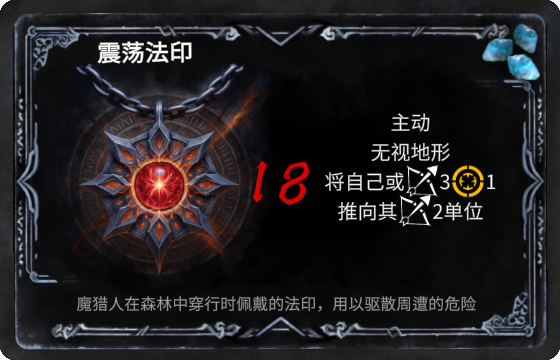 震荡法印
主动
无视地形
18
将自己或3 1
推向其2单位
魔猎人在森林中穿行时佩戴的法印，用以驱散周遭的危险